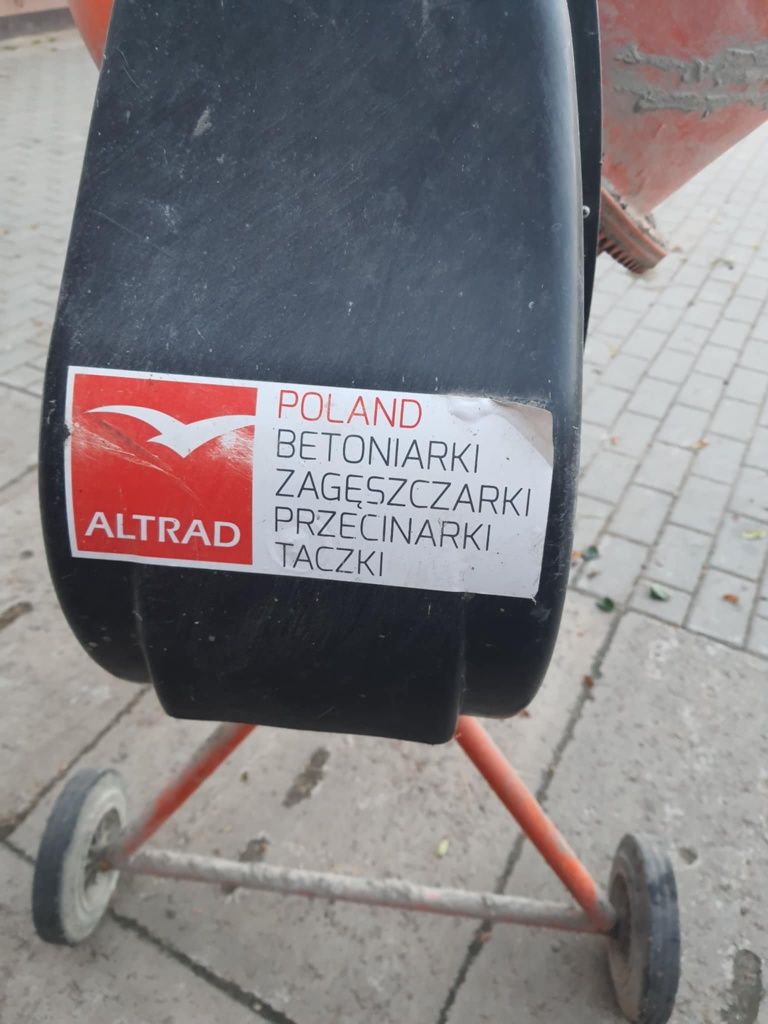 ALTRAD
POLAND
BETONIARKI
ZAGĘSZCZARKI
PRZECINARKI
TACZKI